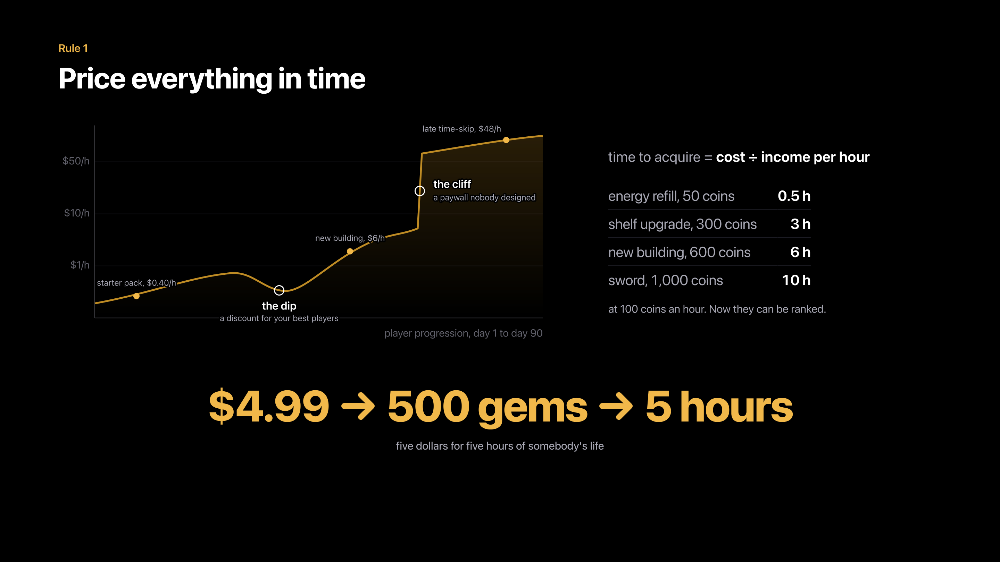 Rule 1
Price everything in time
late time-skip, $48/h
$50/h
the cliff
a paywall nobody designed
$10/h
new building, $6/h
$1/h
starter pack, $0.40/h
the dip
a discount for your best players
player progression, day 1 to day 90
time to acquire = cost ÷ income per hour
energy refill, 50 coins 0.5 h
shelf upgrade, 300 coins 3 h
new building, 600 coins 6 h
sword, 1,000 coins 10 h
at 100 coins an hour. Now they can be ranked.
$4.99 → 500 gems → 5 hours
five dollars for five hours of somebody's life